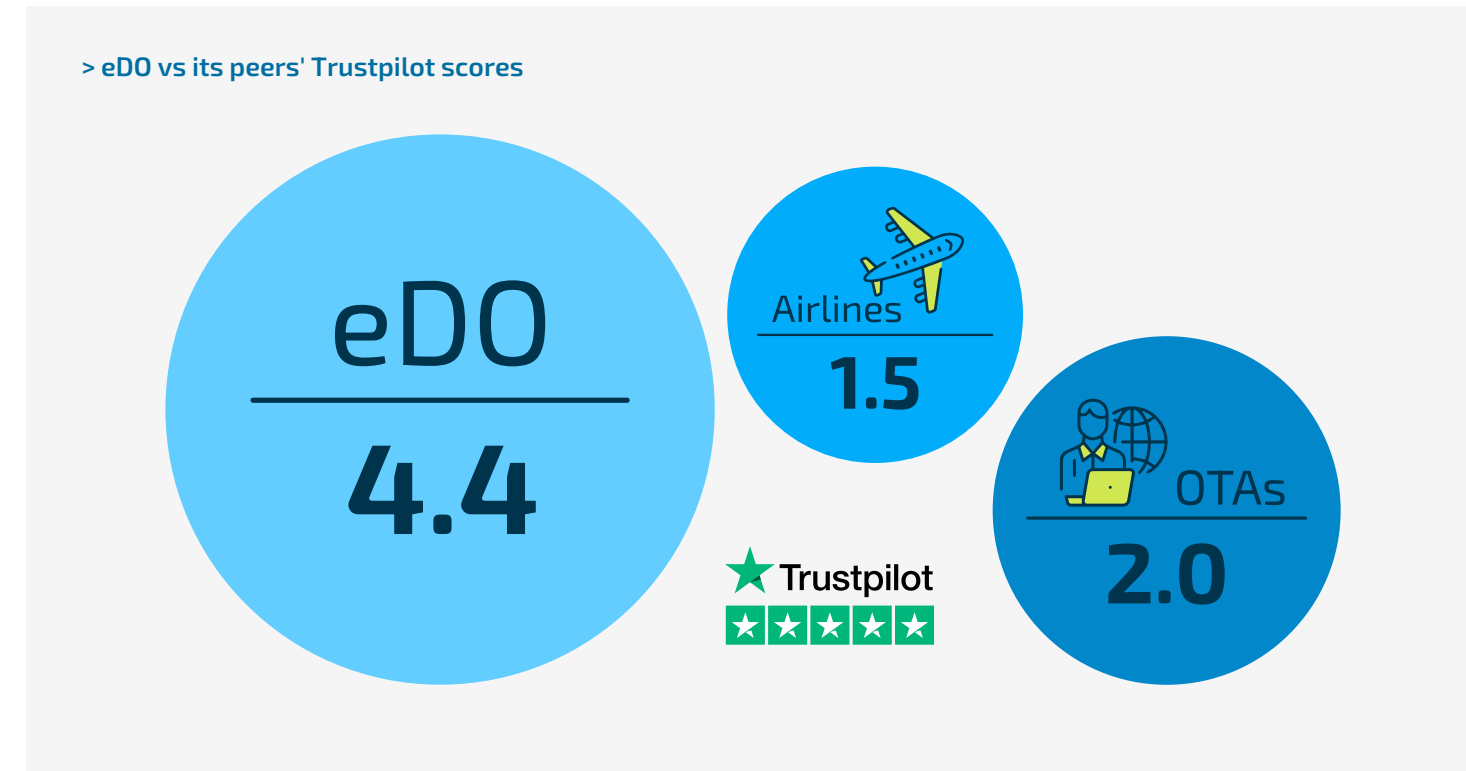 > eDO vs its peers' Trustpilot scores
eDO
4.4
Airlines
1.5
OTAs
2.0
Trustpilot